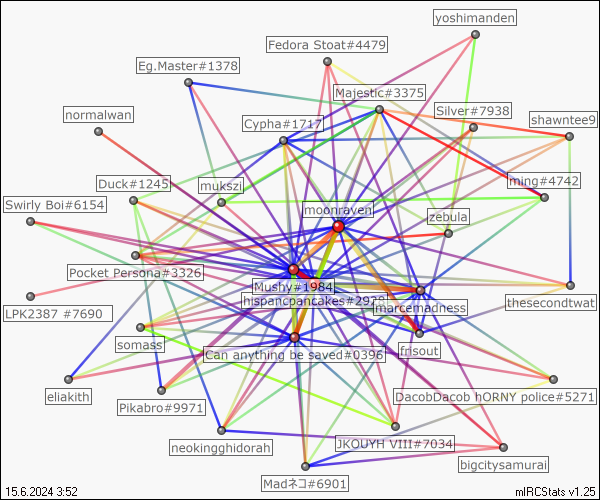 yoshimanden
Fedora Stoat#4479
Eg.Master#1378
Majestic#3375
Silver#7938
normalwan
Cypha#1717
shawntee9
Duck#1245
mukszi
ming#4742
Swirly Boi#6154
moonraven
zebula
Pocket Persona#3326
Mushy#1984
hispancpancakes#2928
thesecondtwat
LPK2387 #7690
marcemadness
somass
Can anything be saved#0396
frisout
eliakith
Pikabro#9971
DacobDacob hORNY police#5271
neokingghidorah
JKOUYH VIII#7034
bigcitysamurai
Madネコ#6901
15.6.2024 3:52
mIRCStats v1.25